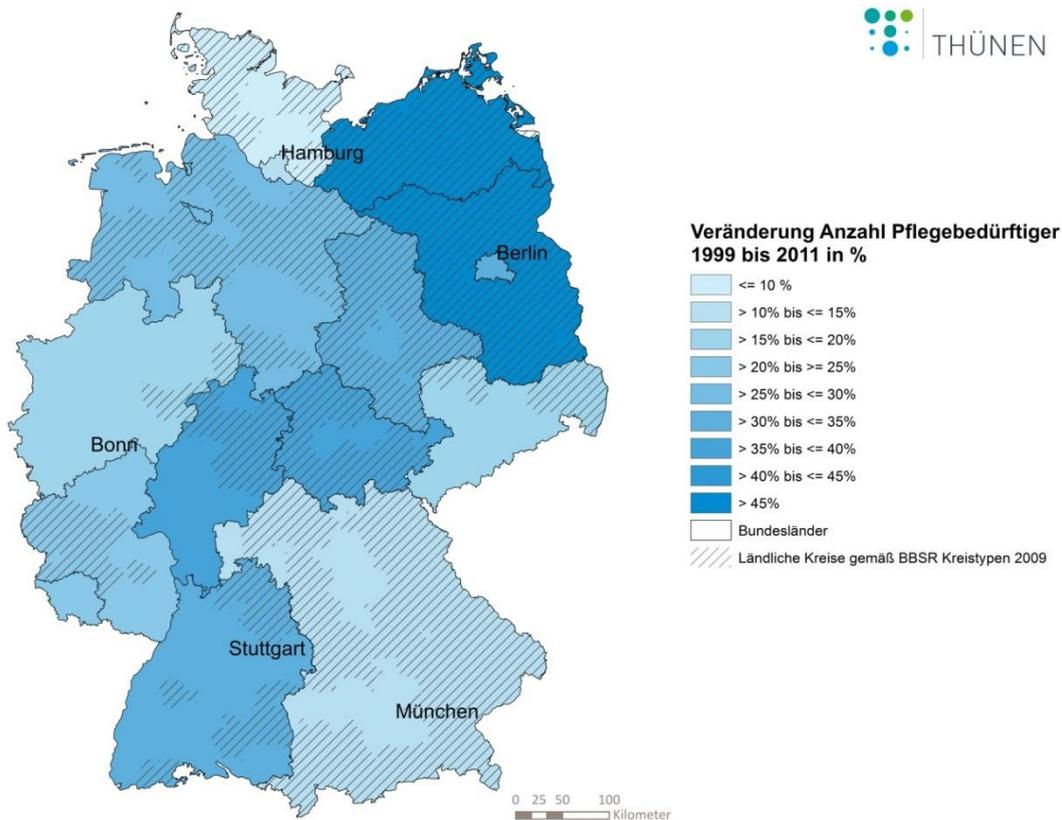 THÜNEN
Hamburg
Berlin
Bonn
Stuttgart
München
Veränderung Anzahl Pflegebedürftiger
1999 bis 2011 in %
<= 10 %
> 10% bis <= 15%
> 15% bis <= 20%
> 20% bis >= 25%
> 25% bis <= 30%
> 30% bis <= 35%
> 35% bis <= 40%
> 40% bis <= 45%
> 45%
Bundesländer
Ländliche Kreise gemäß BBSR Kreistypen 2009
0 25 50 100
Kilometer